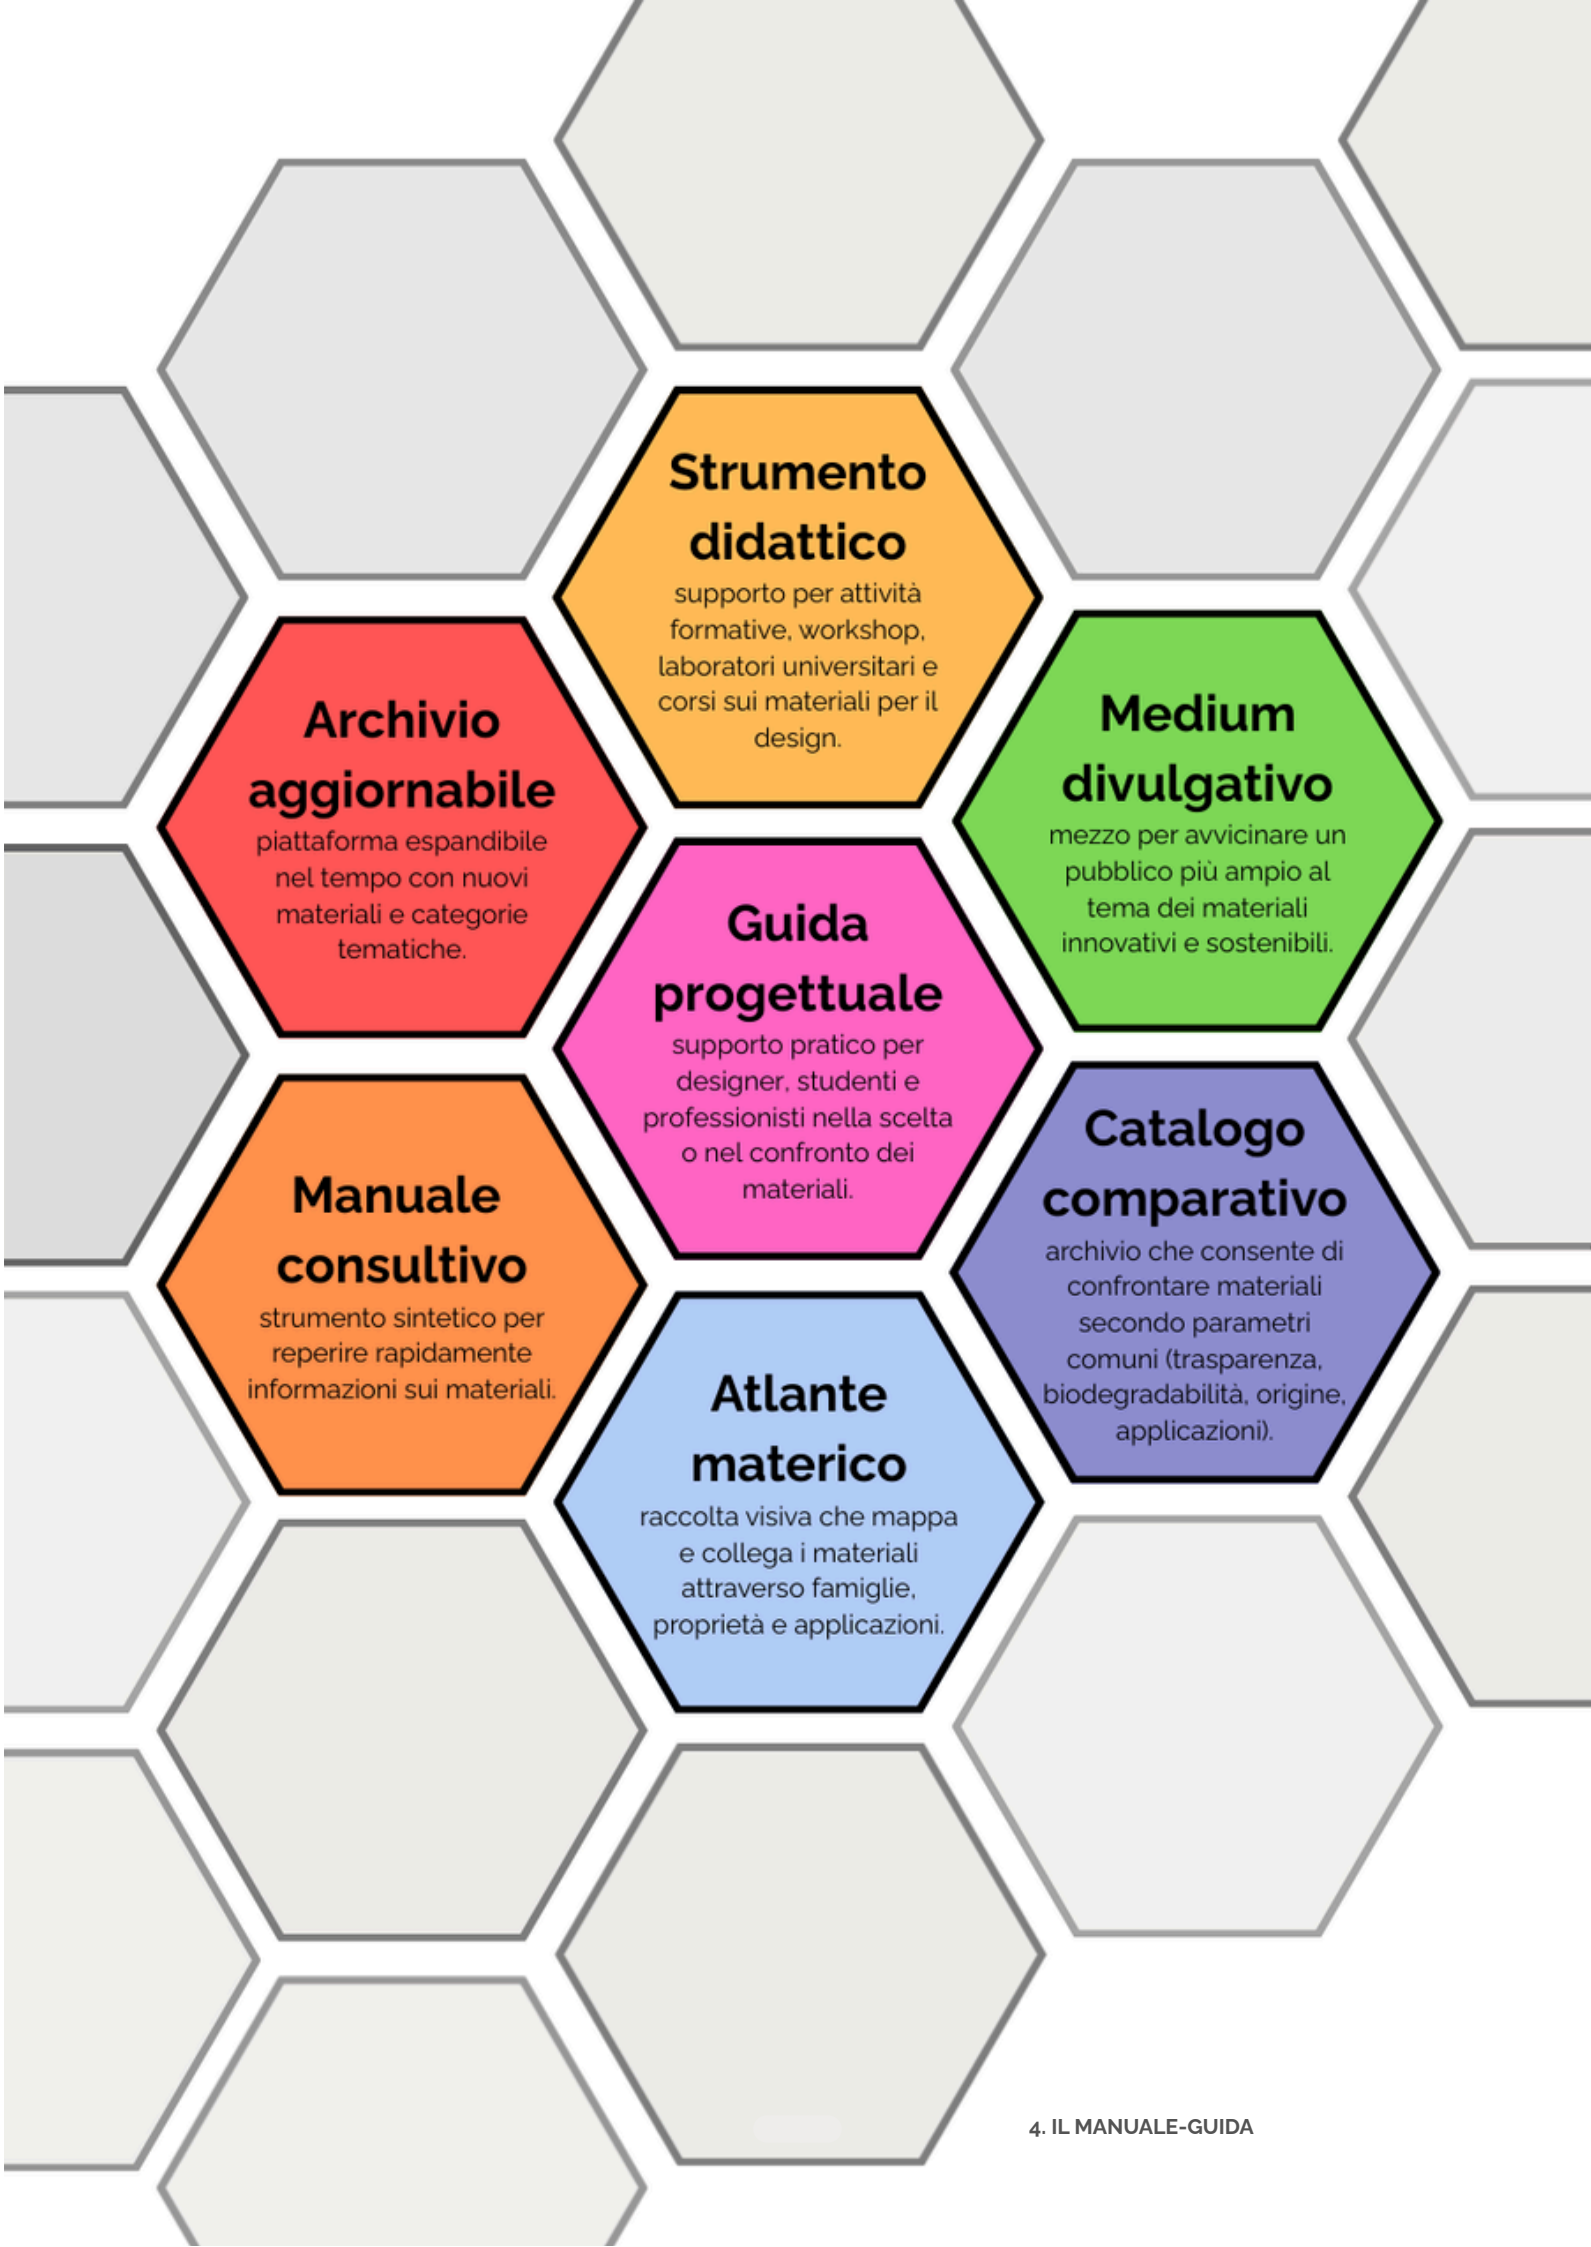 Strumento
didattico
supporto per attività
formative, workshop,
laboratori universitari e
corsi sui materiali per il
design.
Archivio
aggiornabile
piattaforma espandibile
nel tempo con nuovi
materiali e categorie
tematiche.
Medium
divulgativo
mezzo per avvicinare un
pubblico più ampio al
tema dei materiali
innovativi e sostenibili.
Guida
progettuale
supporto pratico per
designer, studenti e
professionisti nella scelta
o nel confronto dei
materiali.
Manuale
consultivo
strumento sintetico per
reperire rapidamente
informazioni sui materiali.
Catalogo
comparativo
archivio che consente di
confrontare materiali
secondo parametri
comuni (trasparenza,
biodegradabilità, origine,
applicazioni).
Atlante
materico
raccolta visiva che mappa
e collega i materiali
attraverso famiglie,
proprietà e applicazioni.
4. IL MANUALE-GUIDA